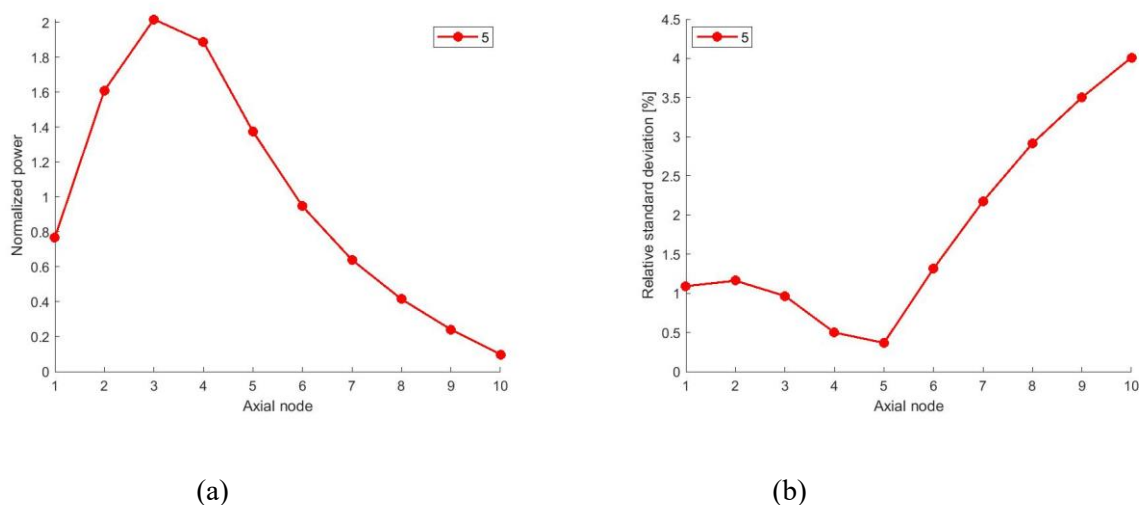 2
1.8
1.6
1.4
1.2
1
0.8
0.6
0.4
0.2
0
Normalized power
5
1 2 3 4 5 6 7 8 9 10
Axial node
(a)
4.5
4
3.5
3
2.5
2
1.5
1
0.5
0
Relative standard deviation [%]
5
1 2 3 4 5 6 7 8 9 10
Axial node
(b)